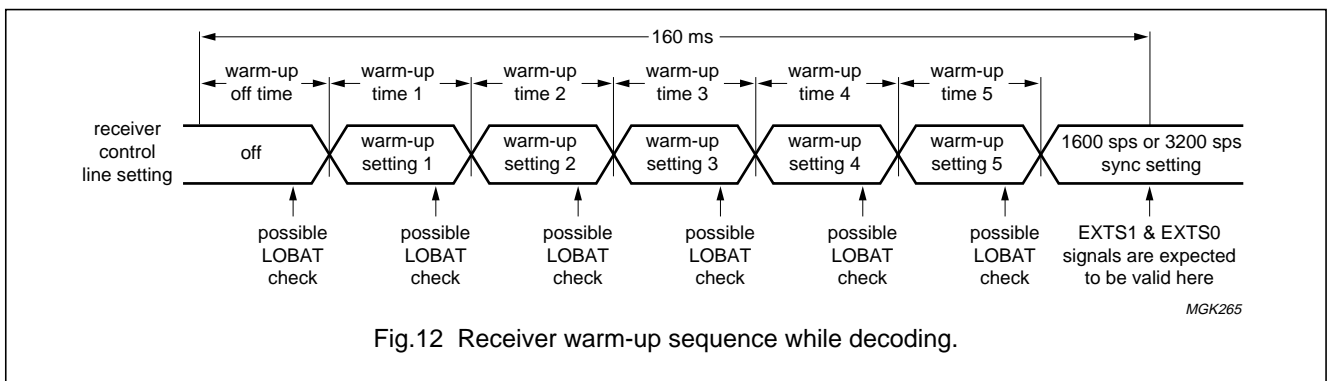 160 ms
warm-up off time
warm-up time 1
warm-up time 2
warm-up time 3
warm-up time 4
warm-up time 5
receiver control line setting
off
warm-up setting 1
warm-up setting 2
warm-up setting 3
warm-up setting 4
warm-up setting 5
1600 sps or 3200 sps sync setting
possible LOBAT check
possible LOBAT check
possible LOBAT check
possible LOBAT check
possible LOBAT check
possible LOBAT check
EXTS1 & EXTS0 signals are expected to be valid here
MGK265
Fig.12 Receiver warm-up sequence while decoding.